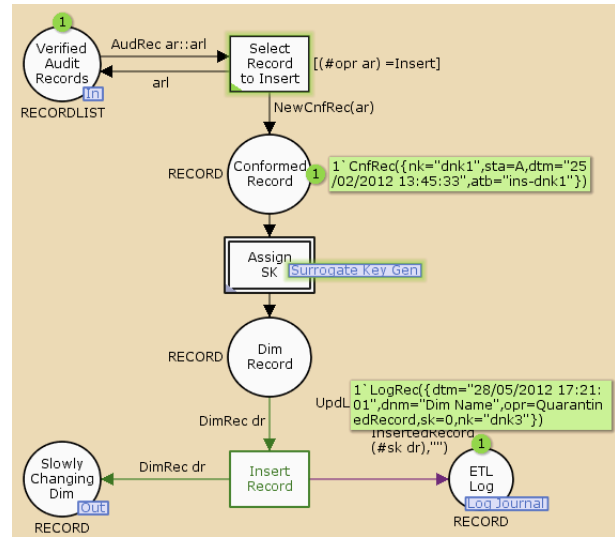 1
Verified
Audit
Records
In
RECORDLIST
AudRec ar::arl
arl
Select
Record
to Insert
[(#opr ar) =Insert]
NewCnfRec(ar)
RECORD
Conformed
Record
1
1`CnfRec({nk="dnk1",sta=A,dtm="25
/02/2012 13:45:33",atb="ins-dnk1"})
Assign
SK
Surrogate Key Gen
RECORD
Dim
Record
1`LogRec({dtm="28/05/2012 17:21:
01",dnm="Dim Name",opr=Quarantin
edRecord,sk=0,nk="dnk3"})
DimRec dr
UpdL
InsertedRecord
(#sk dr),"")
1
Slowly
Changing
Dim
Out
RECORD
DimRec dr
Insert
Record
ETL
Log
Log Journal
RECORD